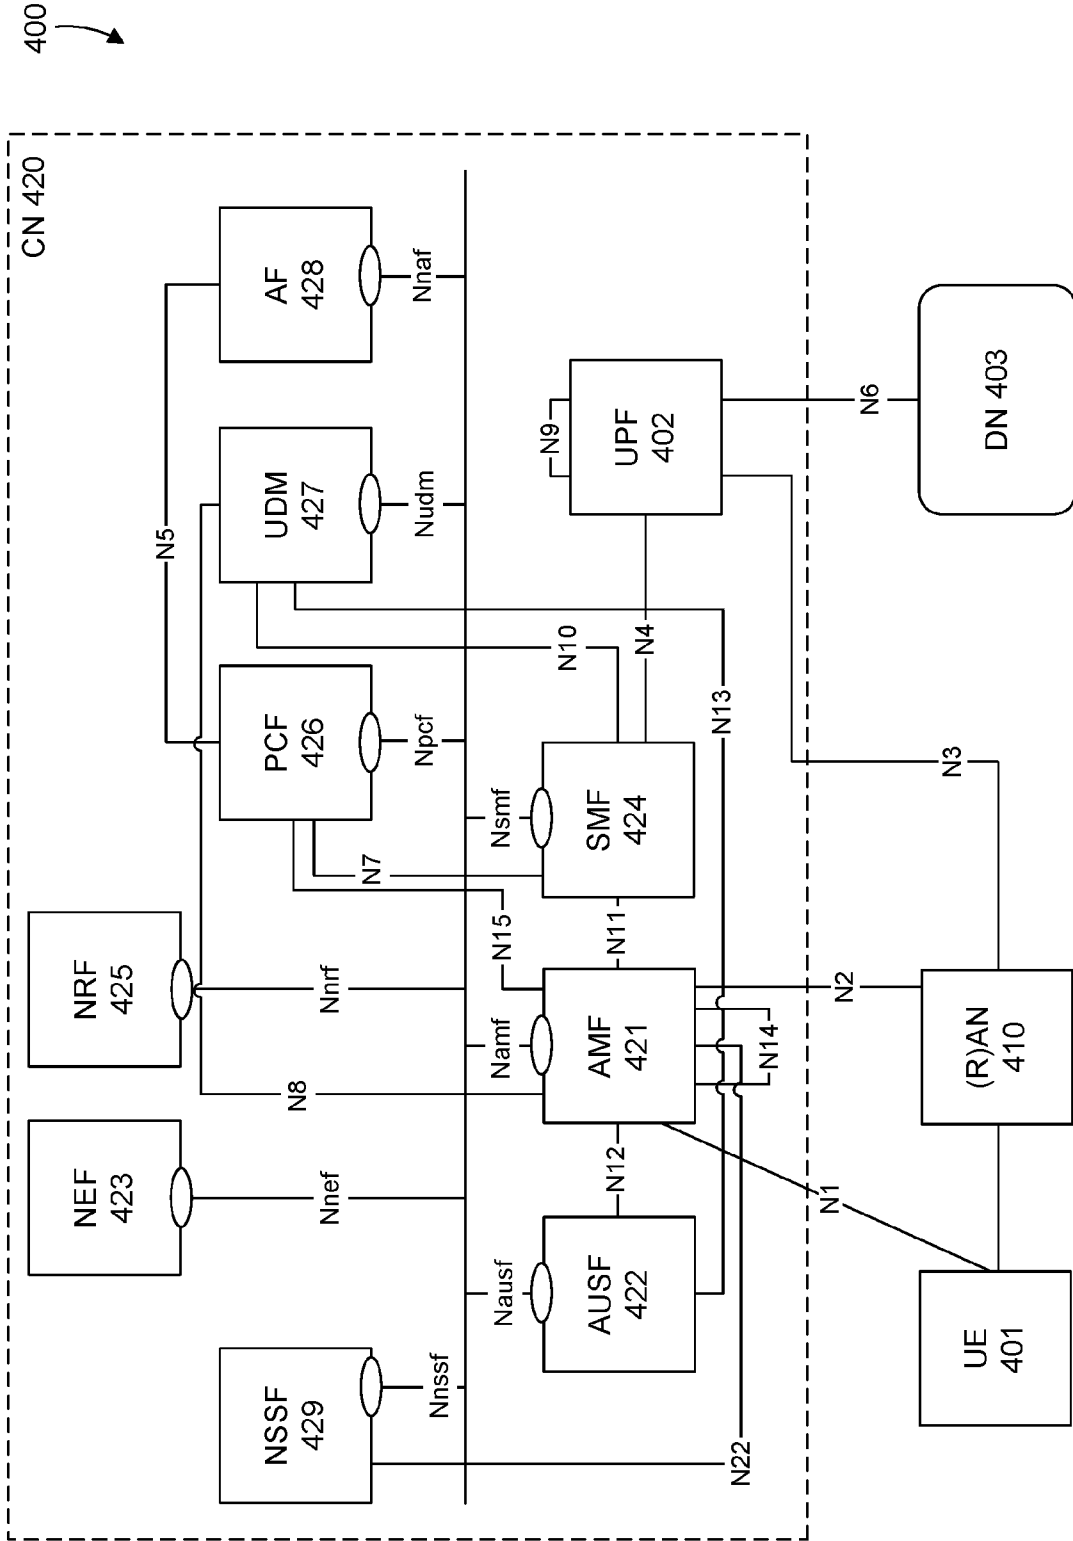 400
CN 420
NEF
423
NRF
425
N5
N8
NSSF
429
PCF
426
UDM
427
AF
428
Nnef
Nnrf
N7
Nnssf
Npcf
Nudm
Nnaf
Nausf
Namf
N15
Nsmf
N10
N9
AUSF
422
N12
AMF
421
N11
SMF
424
N4
UPF
402
N13
N22
N14
N1
N2
N3
N6
UE
401
(R)AN
410
DN 403